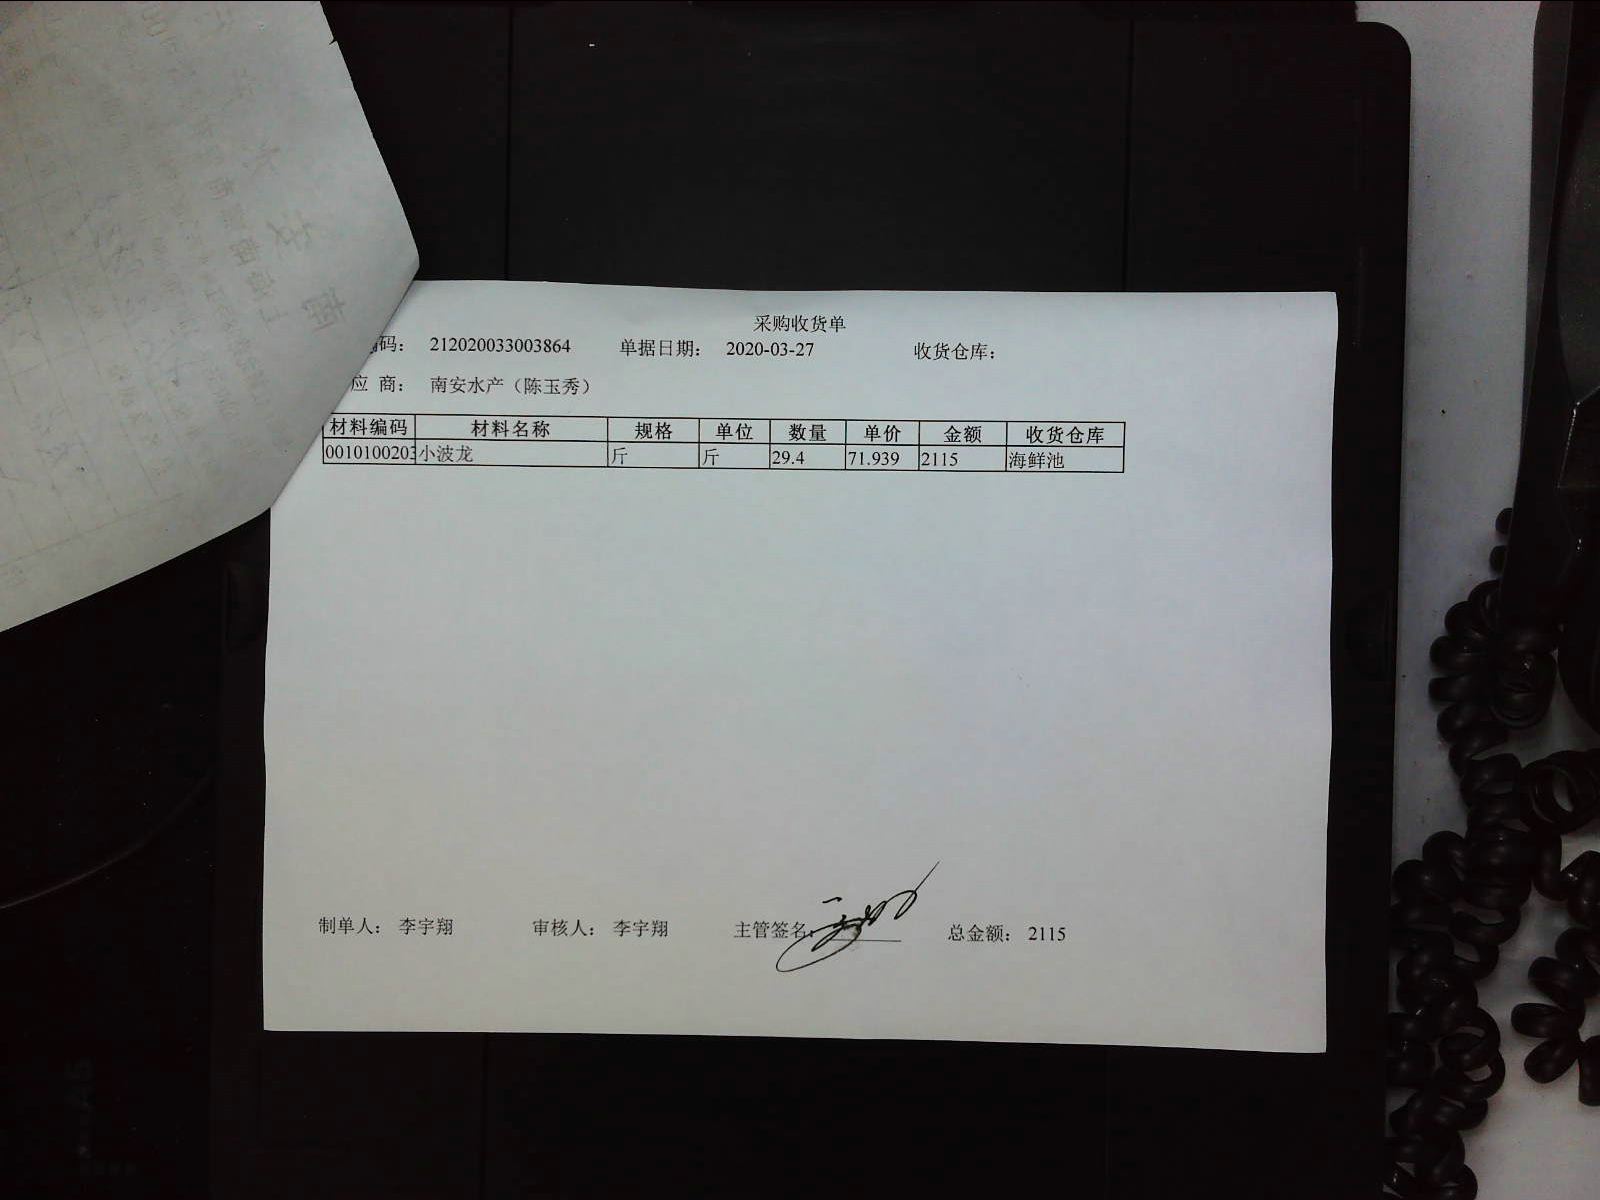 采购收货单
码： 212020033003864 单据日期： 2020-03-27 收货仓库：
应 商： 南安水产（陈玉秀）
材料编码 材料名称 规格 单位 数量 单价 金额 收货仓库
0010100203 小波龙 斤 斤 29.4 71.939 2115 海鲜池
制单人： 李宇翔 审核人： 李宇翔 主管签名： 总金额： 2115